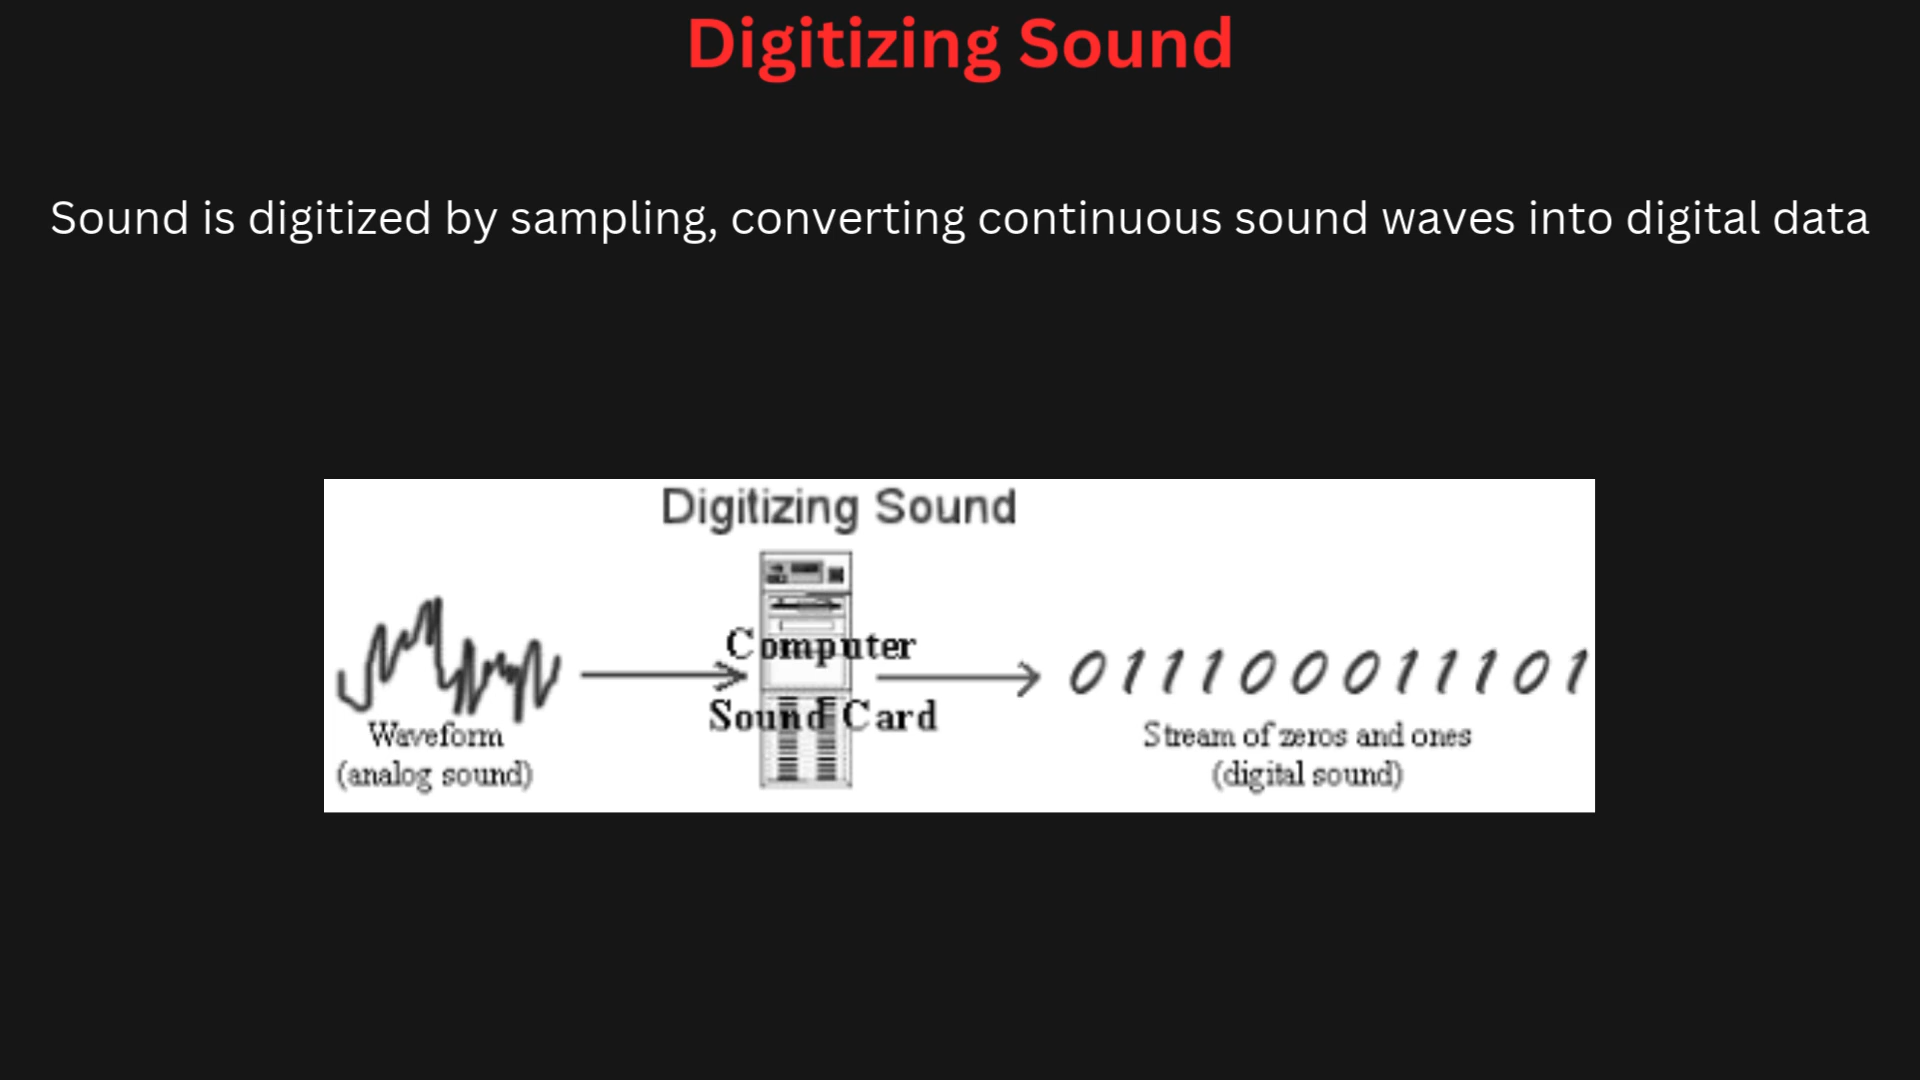 Digitizing Sound
Sound is digitized by sampling, converting continuous sound waves into digital data
Digitizing Sound
Computer
Sound Card
011100011101
Waveform
(analog sound)
Stream of zeros and ones
(digital sound)